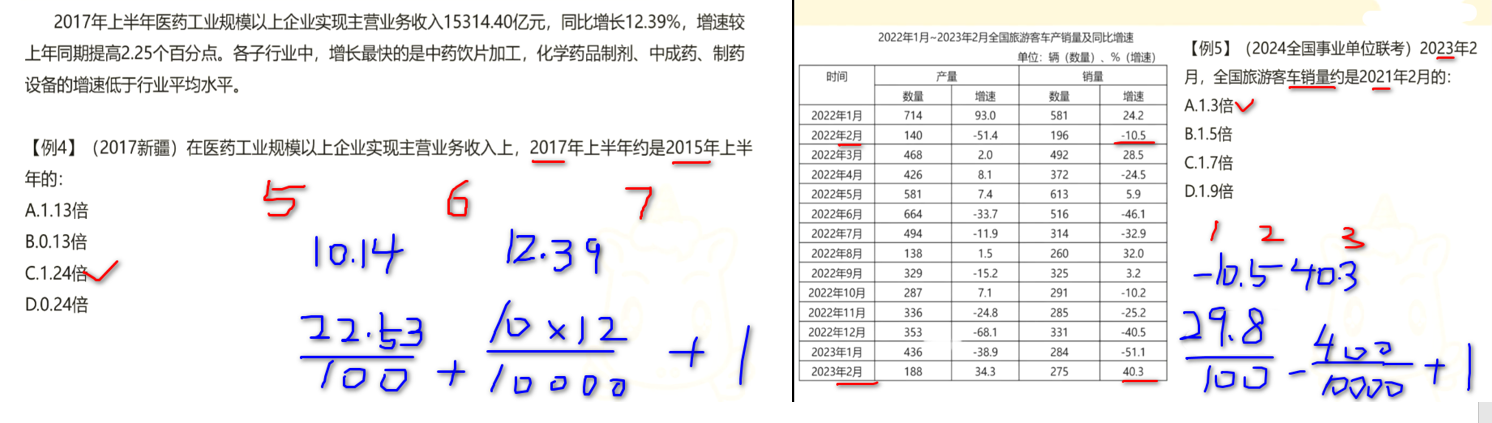 2017年上半年医药工业规模以上企业实现主营业务收入15314.40亿元，同比增长12.39%，增速较
上年同期提高2.25个百分点。各子行业中，增长最快的是中药饮片加工，化学药品制剂、中成药、制药
设备的增速低于行业平均水平。
【例4】（2017新疆）在医药工业规模以上企业实现主营业务收入上，2017年上半年约是2015年上半
年的：
A.1.13倍
B.0.13倍
C.1.24倍
D.0.24倍
5 6 7
10.14 12.39
22.53/100 + 10×12/10000 + 1
2022年1月~2023年2月全国旅游客车产销量及同比增速
单位：辆（数量）、%（增速）
时间 产量 销量
数量 增速 数量 增速
2022年1月 714 93.0 581 24.2
2022年2月 140 -51.4 196 -10.5
2022年3月 468 2.0 492 28.5
2022年4月 426 8.1 372 -24.5
2022年5月 581 7.4 613 5.9
2022年6月 664 -33.7 516 -46.1
2022年7月 494 -11.9 314 -32.9
2022年8月 138 1.5 260 32.0
2022年9月 329 -15.2 325 3.2
2022年10月 287 7.1 291 -10.2
2022年11月 336 -24.8 285 -25.2
2022年12月 353 -68.1 331 -40.5
2023年1月 436 -38.9 284 -51.1
2023年2月 188 34.3 275 40.3
【例5】（2024全国事业单位联考）2023年2
月，全国旅游客车销量约是2021年2月的：
A.1.3倍
B.1.5倍
C.1.7倍
D.1.9倍
1 2 3
-10.5 40.3
29.8/100 - 400/10000 + 1